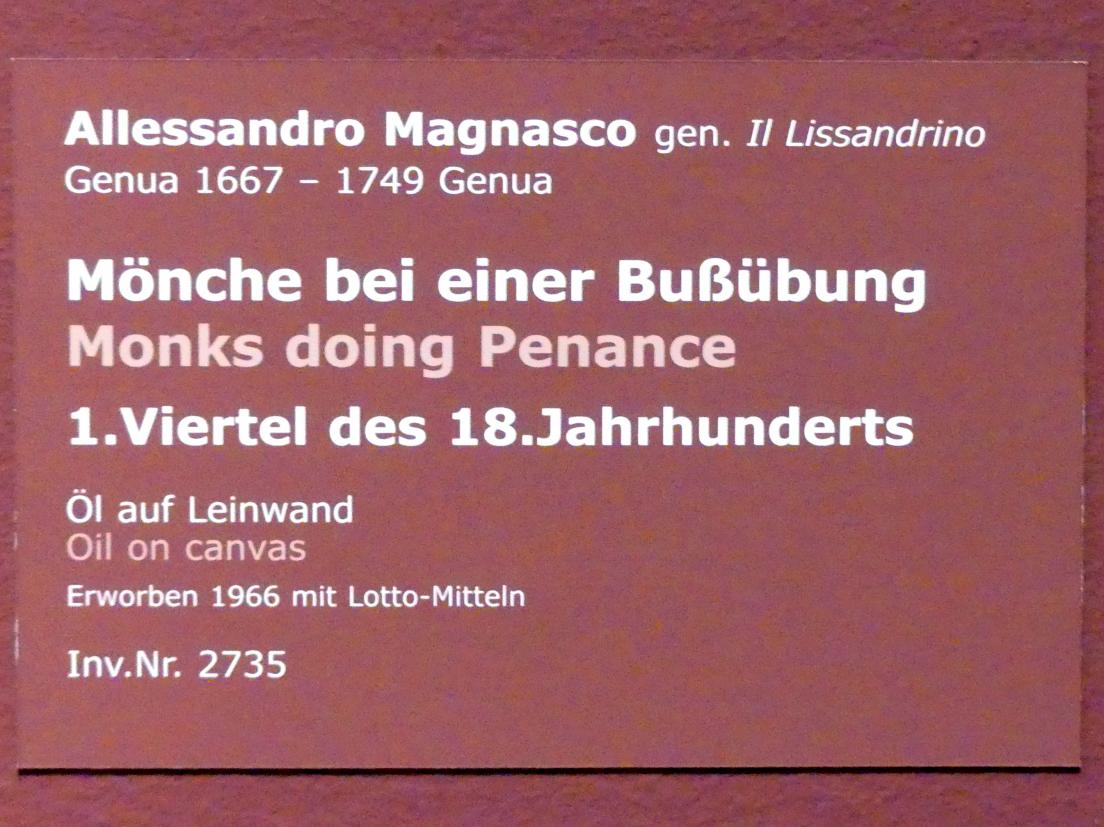 Allessandro Magnasco gen. Il Lissandrino
Genua 1667 – 1749 Genua
Mönche bei einer Bußübung
Monks doing Penance
1.Viertel des 18.Jahrhunderts
Öl auf Leinwand
Oil on canvas
Erworben 1966 mit Lotto-Mitteln
Inv.Nr. 2735